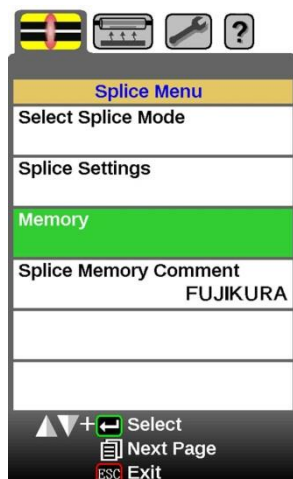 ?
Splice Menu
Select Splice Mode
Splice Settings
Memory
Splice Memory Comment
FUJIKURA
+ Select
Next Page
ESC Exit